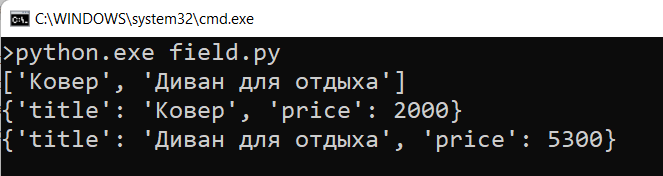 C:\WINDOWS\system32\cmd.exe
>python.exe field.py
['Ковер', 'Диван для отдыха']
{'title': 'Ковер', 'price': 2000}
{'title': 'Диван для отдыха', 'price': 5300}